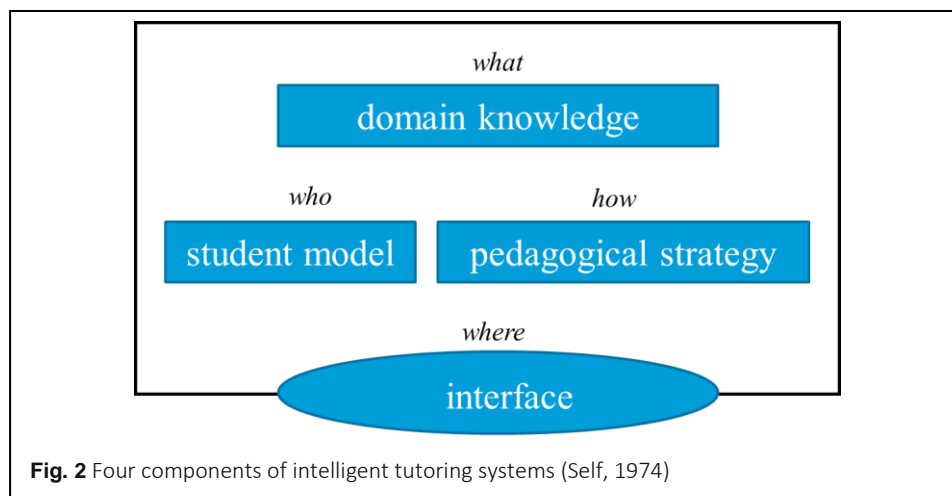 what
domain knowledge
who how
student model pedagogical strategy
where
interface
Fig. 2 Four components of intelligent tutoring systems (Self, 1974)